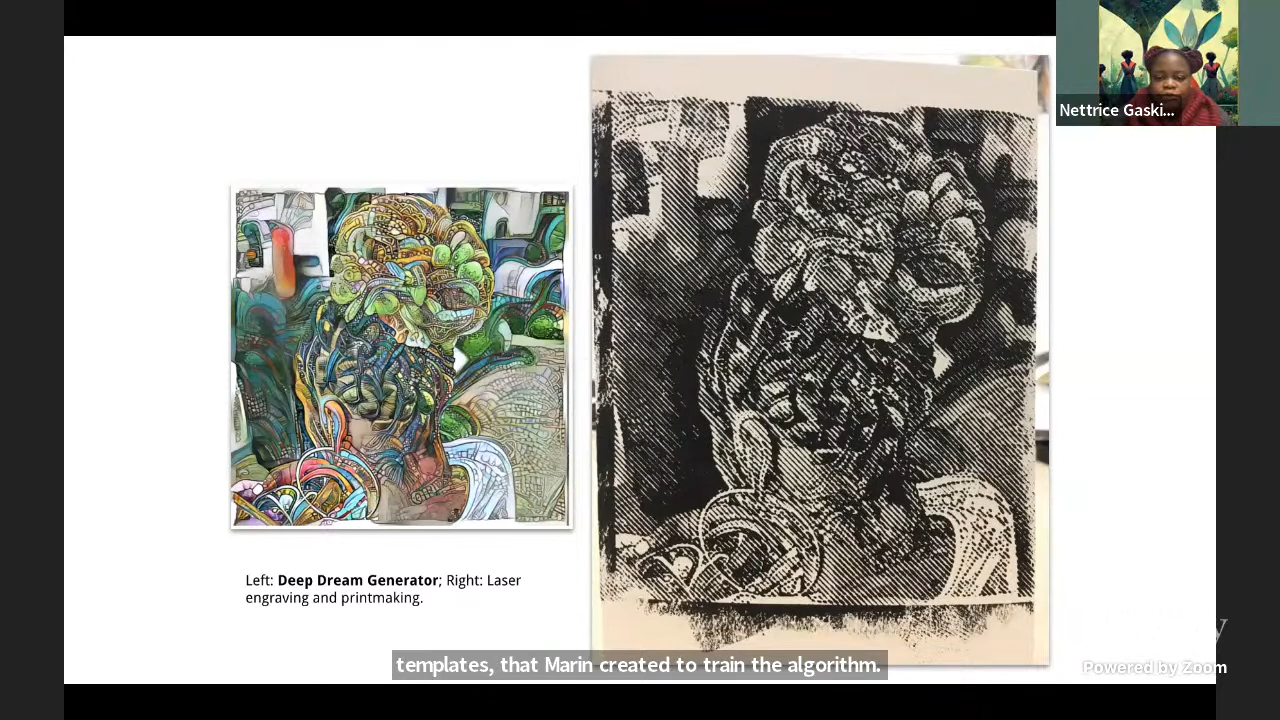 Nettrice Gaski...
Left: Deep Dream Generator; Right: Laser
engraving and printmaking.
templates, that Marin created to train the algorithm.
Powered by Zoom